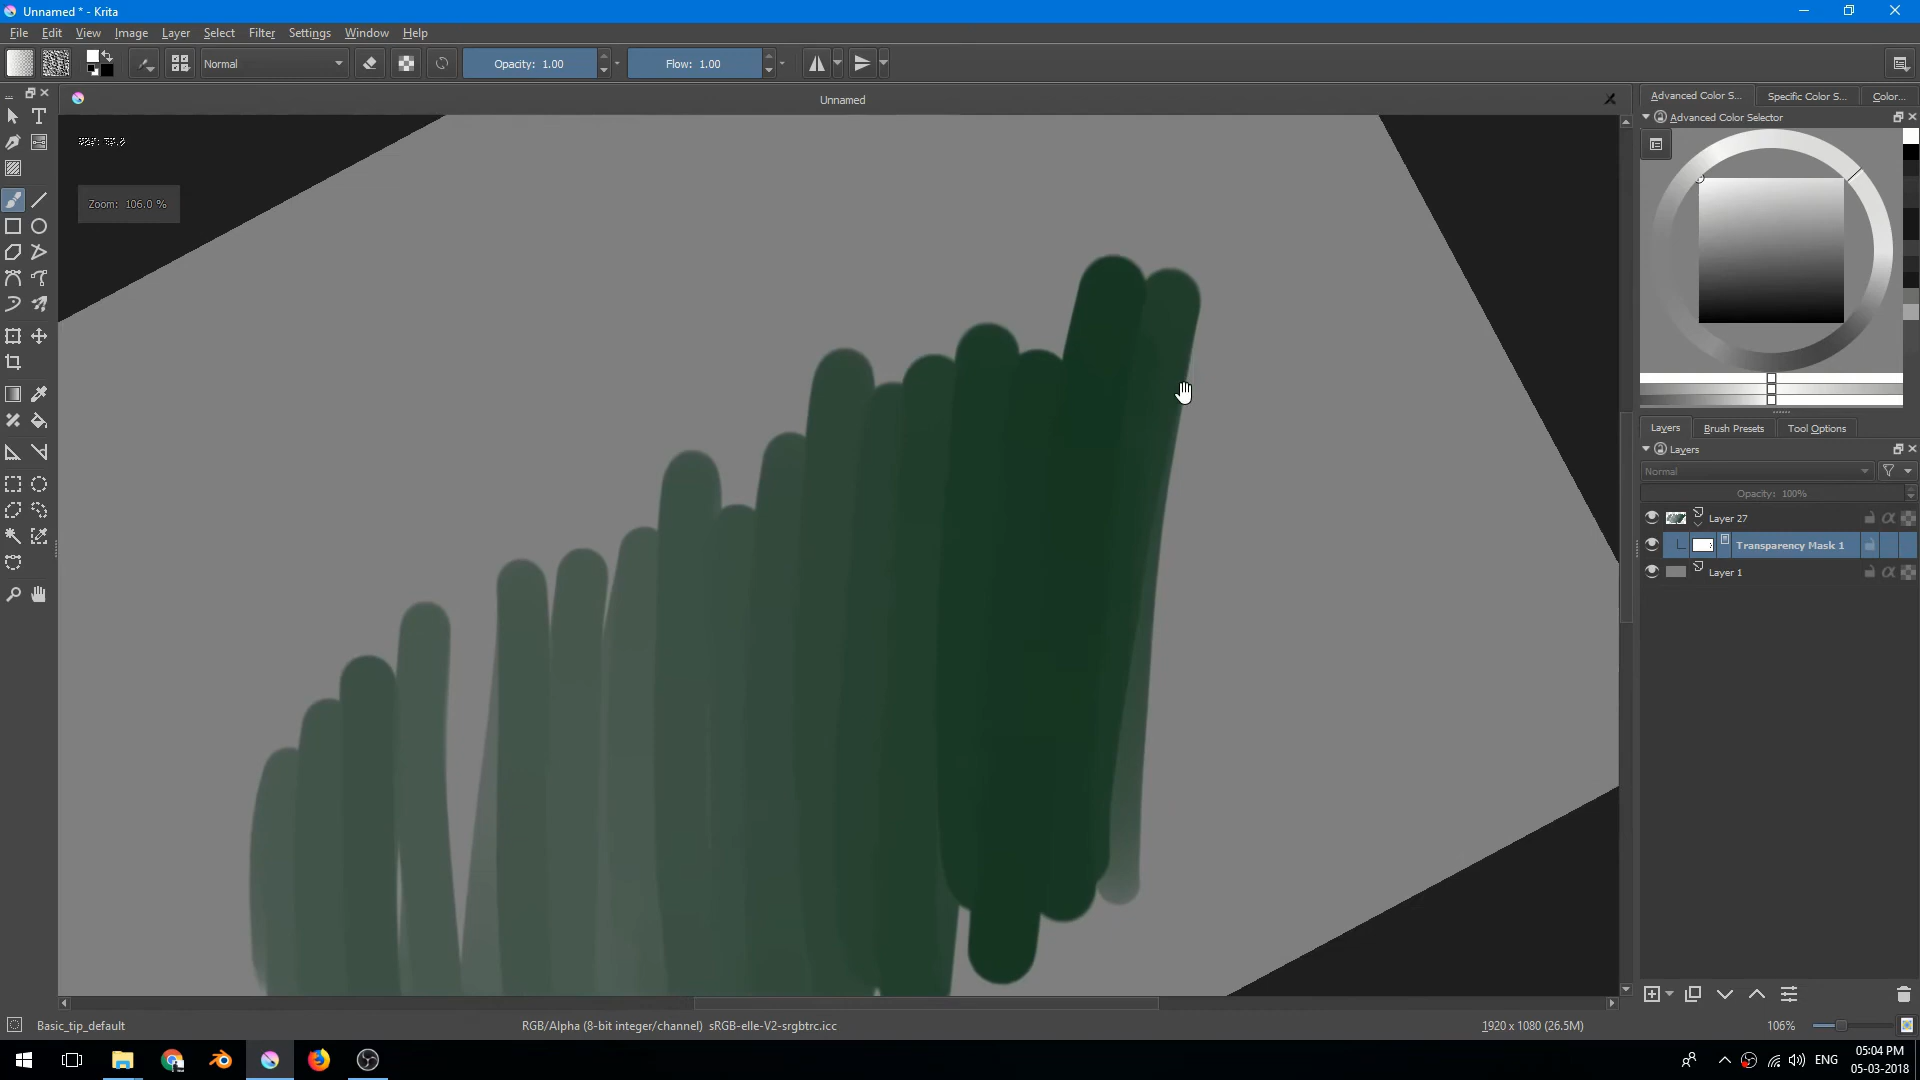 Unnamed * - Krita
File Edit View Image Layer Select Filter Settings Window Help
Normal
Opacity: 1.00
Flow: 1.00
Unnamed
Advanced Color S... Specific Color S... Color...
Advanced Color Selector
Zoom: 106.0 %
Layers Brush Presets Tool Options
Layers
Normal
Opacity: 100%
Layer 27
Transparency Mask 1
Layer 1
Basic_tip_default
RGB/Alpha (8-bit integer/channel) sRGB-elle-V2-srgbtrc.icc
1920 x 1080 (26.5M)
106%
ENG
05:04 PM
05-03-2018